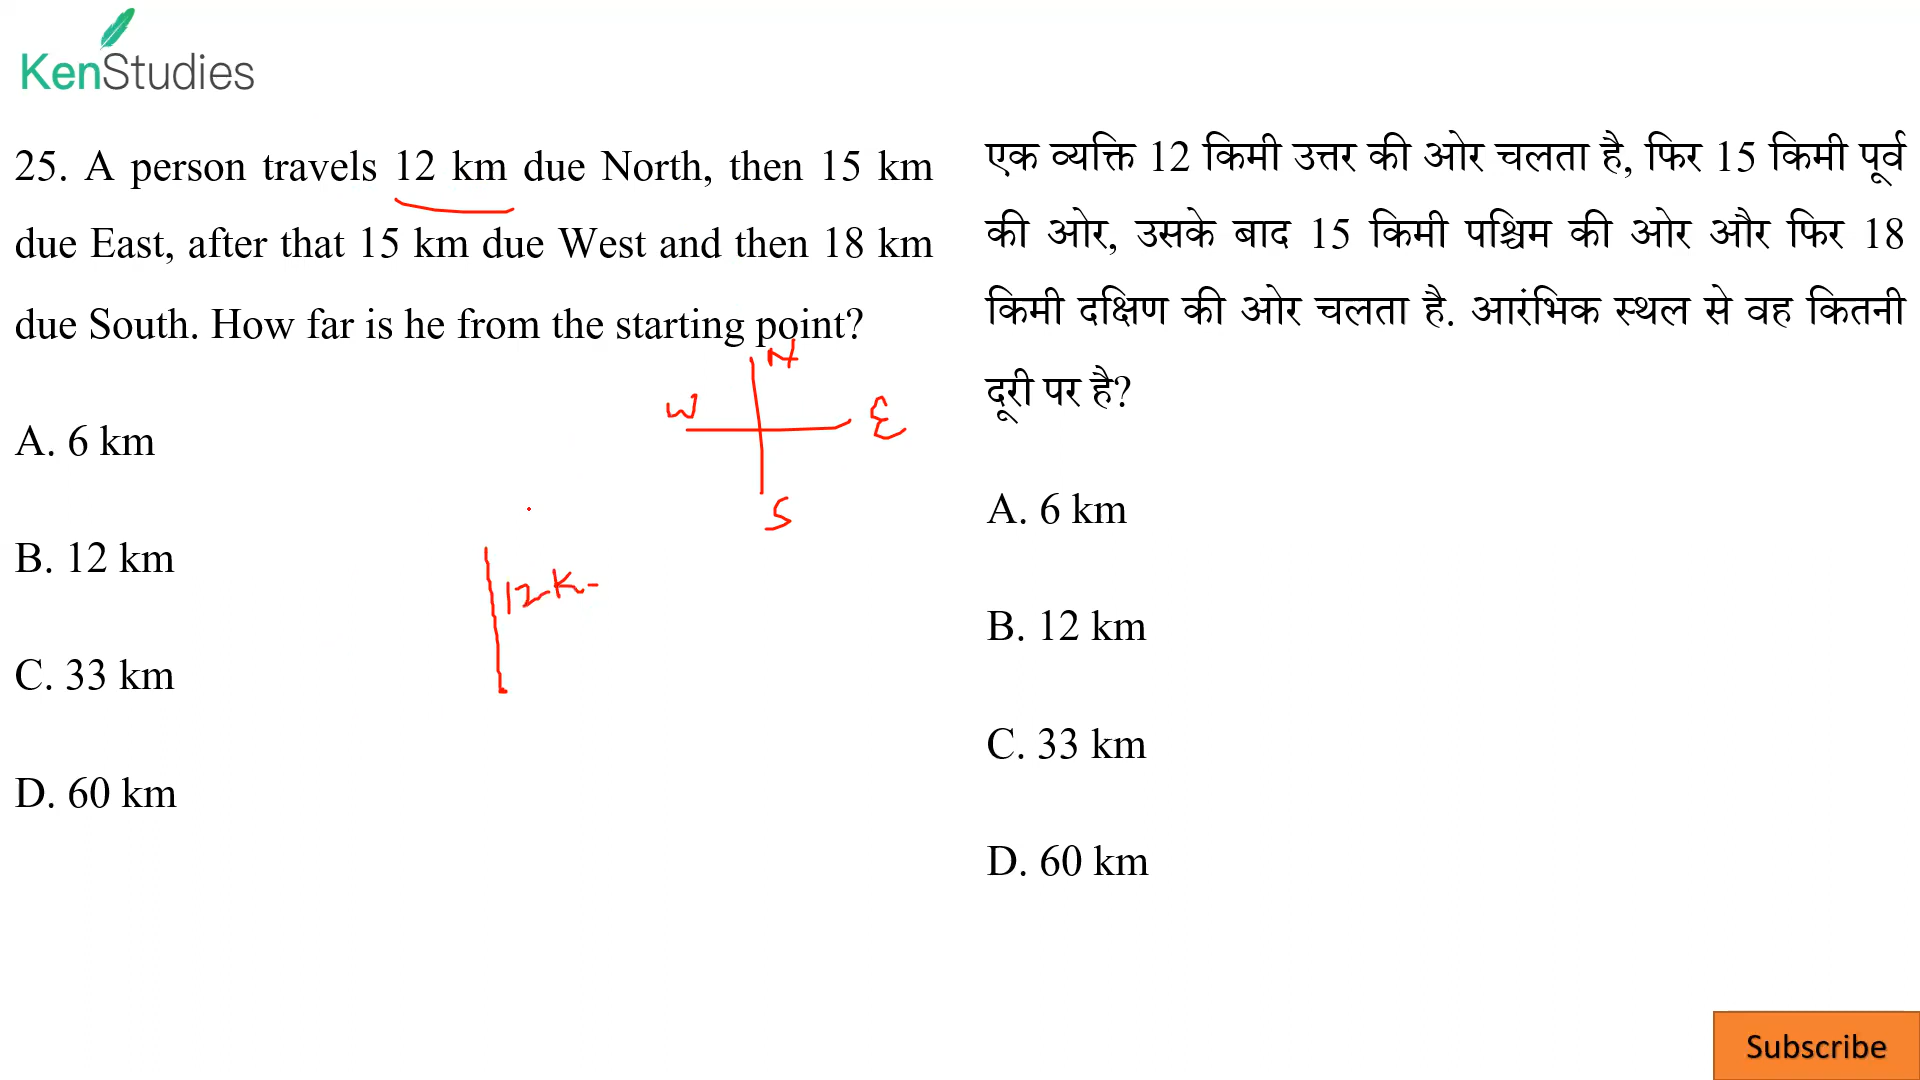 KenStudies
25. A person travels 12 km due North, then 15 km
due East, after that 15 km due West and then 18 km
due South. How far is he from the starting point?
N
W
E
S
A. 6 km
B. 12 km
12 K
C. 33 km
D. 60 km
एक व्यक्ति 12 किमी उत्तर की ओर चलता है, फिर 15 किमी पूर्व
की ओर, उसके बाद 15 किमी पश्चिम की ओर और फिर 18
किमी दक्षिण की ओर चलता है. आरंभिक स्थल से वह कितनी
दूरी पर है?
A. 6 km
B. 12 km
C. 33 km
D. 60 km
Subscribe